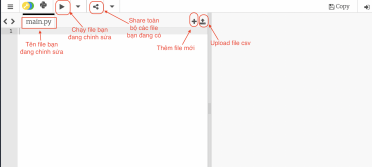 Copy
main.py
1
Tên file bạn
đang chỉnh sửa
Chạy file bạn
đang chỉnh sửa
Share toàn
bộ các file
bạn đang có
Thêm file mới
Upload file csv